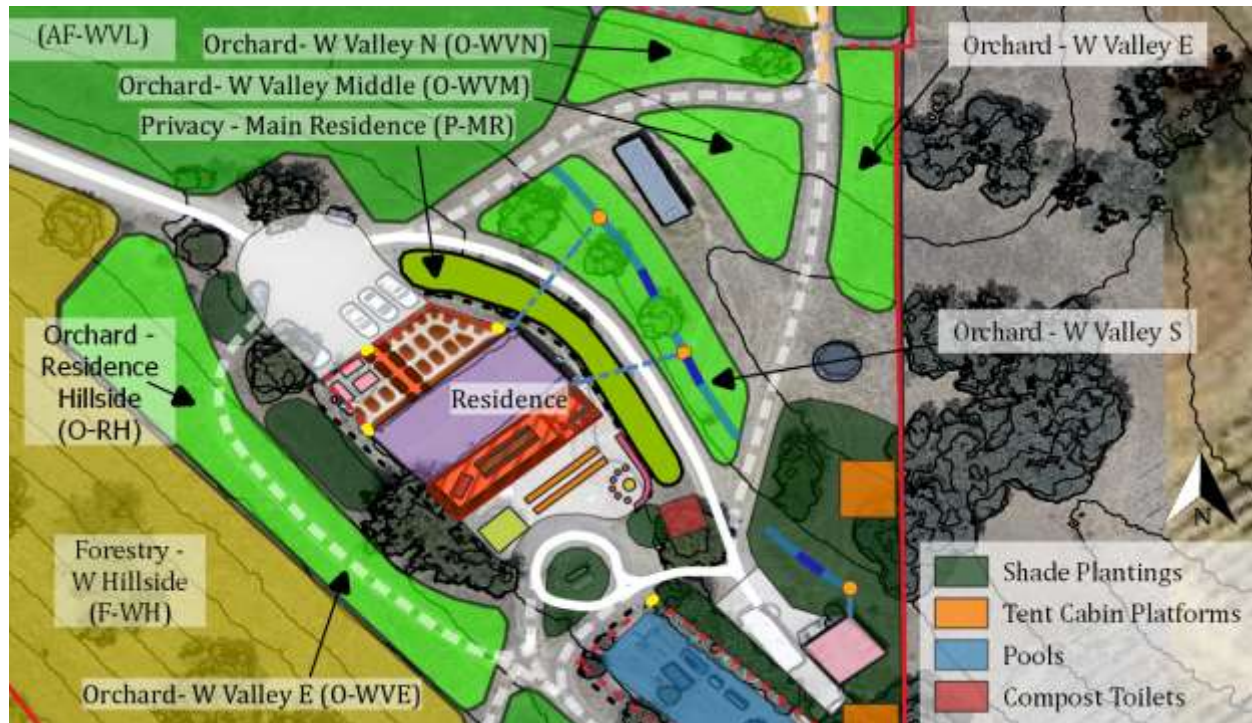 (AF-WVL)
Orchard- W Valley N (O-WVN)
Orchard - W Valley E
Orchard- W Valley Middle (O-WVM)
Privacy - Main Residence (P-MR)
Orchard -
Residence
Hillside
(O-RH)
Orchard - W Valley S
Residence
Forestry -
W Hillside
(F-WH)
Orchard- W Valley E (O-WVE)
N
Shade Plantings
Tent Cabin Platforms
Pools
Compost Toilets